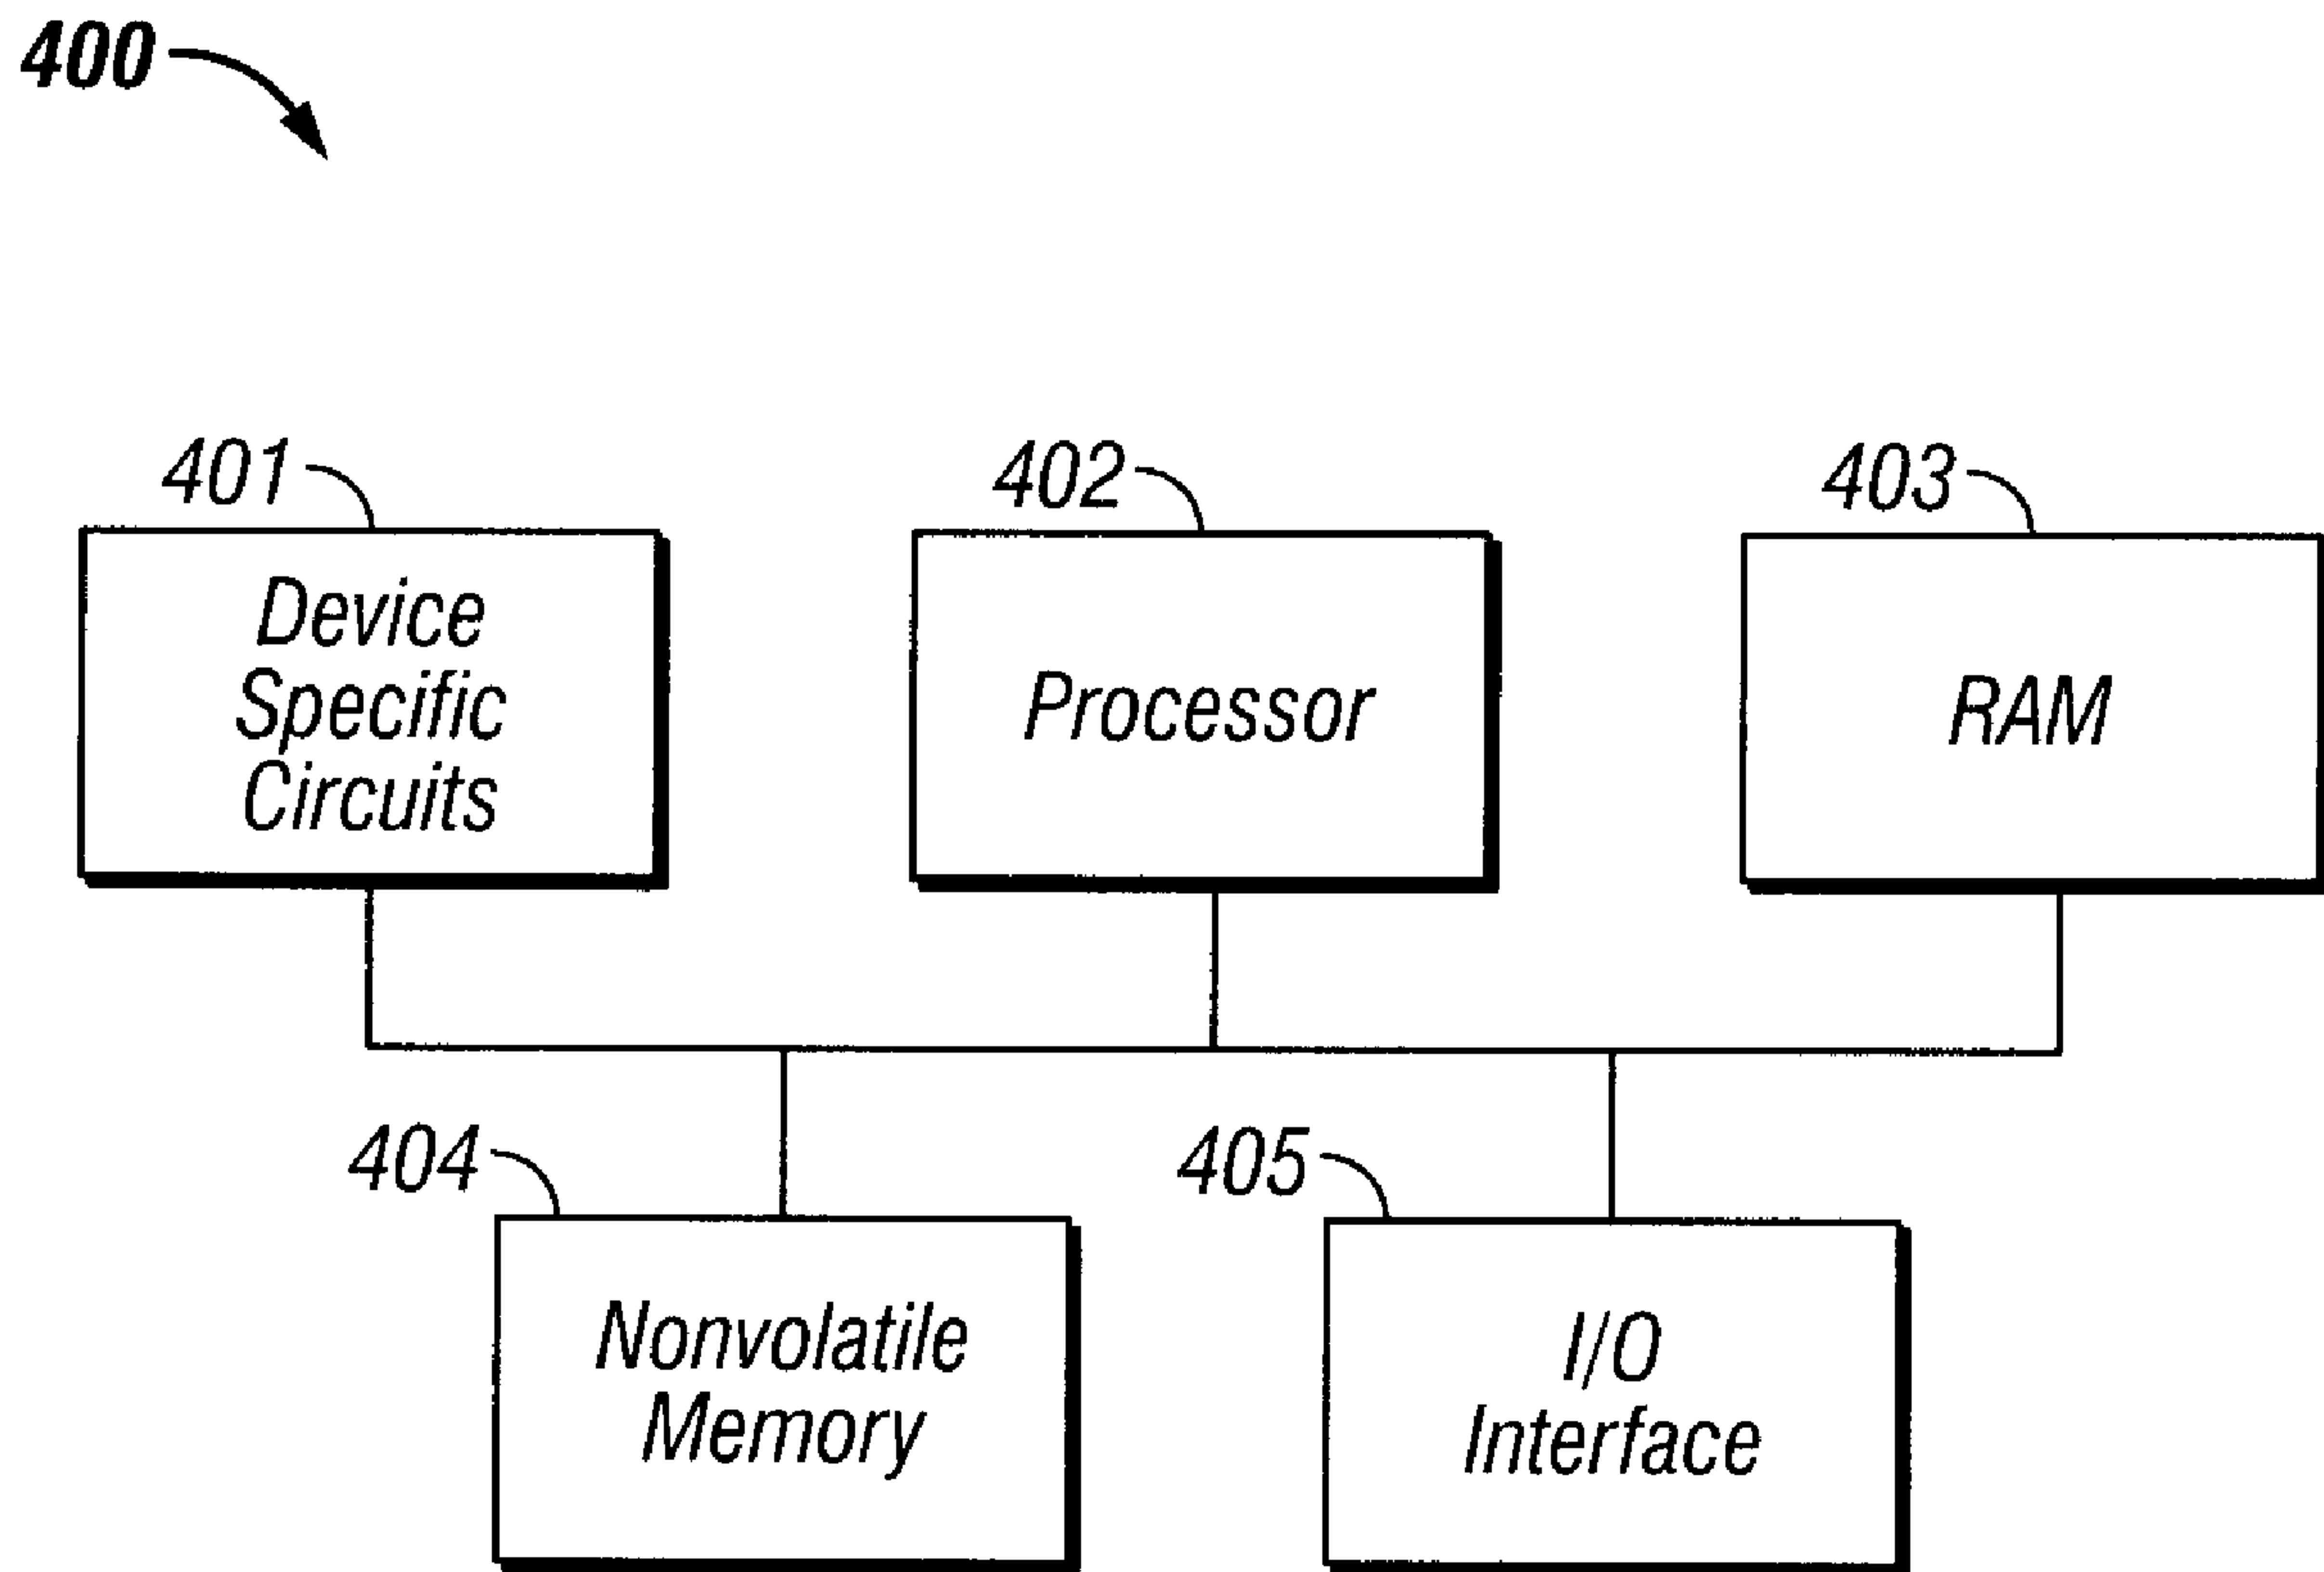 400
401
402
403
Device
Specific
Circuits
Processor
RAM
404
405
Nonvolatile
Memory
I/O
Interface